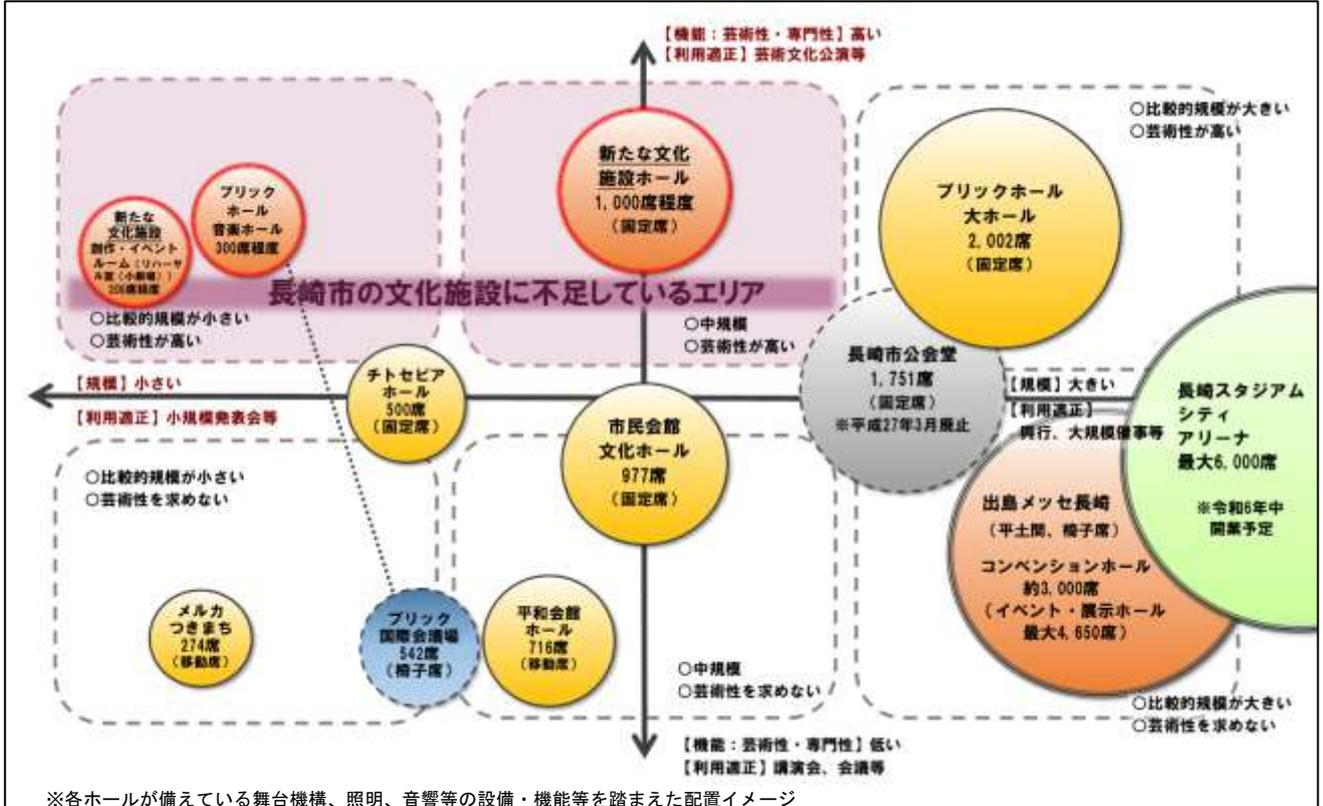 【機能：芸術性・専門性】高い
【利用適正】芸術文化公演等
○比較的規模が大きい
○芸術性が高い
新たな文化
施設ホール
1,000席程度
（固定席）
ブリックホール
大ホール
2,002席
（固定席）
ブリック
ホール
音楽ホール
300席程度
新たな
文化施設
創作・イベント
ルーム（リハーサ
ル室（小劇場））
長崎市の文化施設に不足しているエリア
○比較的規模が小さい
○芸術性が高い
○中規模
○芸術性が高い
長崎市公会堂
1,751席
（固定席）
※平成27年3月廃止
【規模】小さい
【利用適正】小規模発表会等
チトセピア
ホール
500席
（固定席）
【規模】大きい
【利用適正】
興行、大規模催事等
長崎スタジアム
シティ
アリーナ
最大6,000席
※令和6年中
開業予定
市民会館
文化ホール
977席
（固定席）
○比較的規模が小さい
○芸術性を求めない
出島メッセ長崎
（平土間、椅子席）
コンベンションホール
約3,000席
（イベント・展示ホール
最大4,650席）
メルカ
つきまち
274席
（移動席）
ブリック
国際会議場
542席
（椅子席）
平和会館
ホール
716席
（移動席）
○中規模
○芸術性を求めない
○比較的規模が大きい
○芸術性を求めない
【機能：芸術性・専門性】低い
【利用適正】講演会、会議等
※各ホールが備えている舞台機構、照明、音響等の設備・機能等を踏まえた配置イメージ